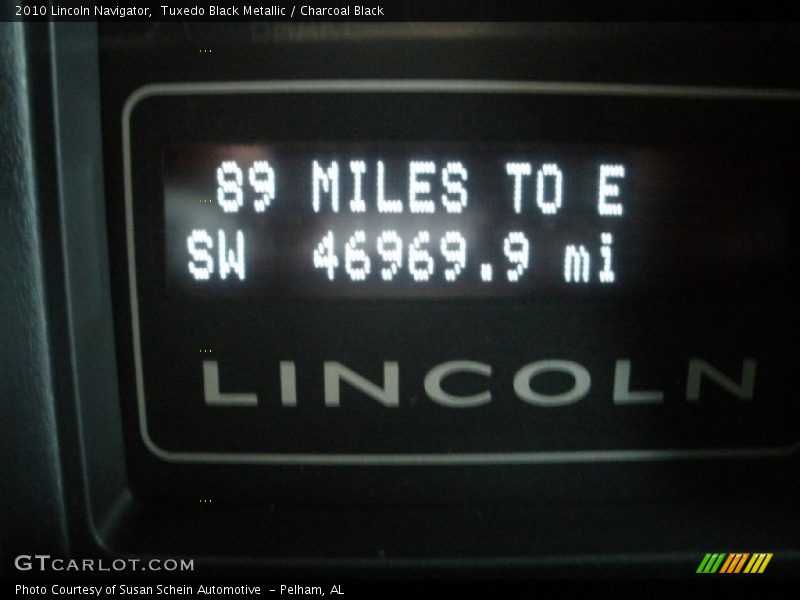 2010 Lincoln Navigator, Tuxedo Black Metallic / Charcoal Black
89 MILES TO E
SW 46969.9 mi
LINCOLN
GTCARLOT.COM
Photo Courtesy of Susan Schein Automotive - Pelham, AL